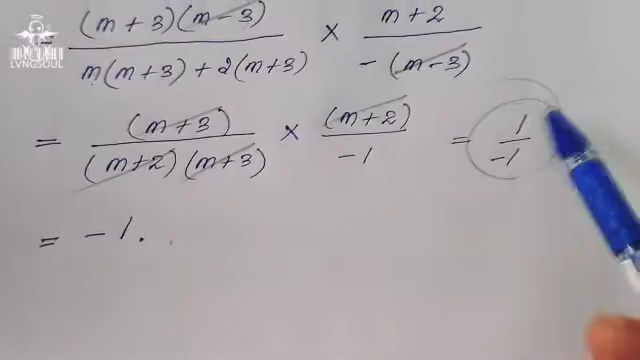 LVNGSOUL
= (m+3)(m-3) / m(m+3)+2(m+3) × m+2 / -(m-3)
= (m+3) / (m+2)(m+3) × (m+2) / -1 = 1 / -1
= -1.